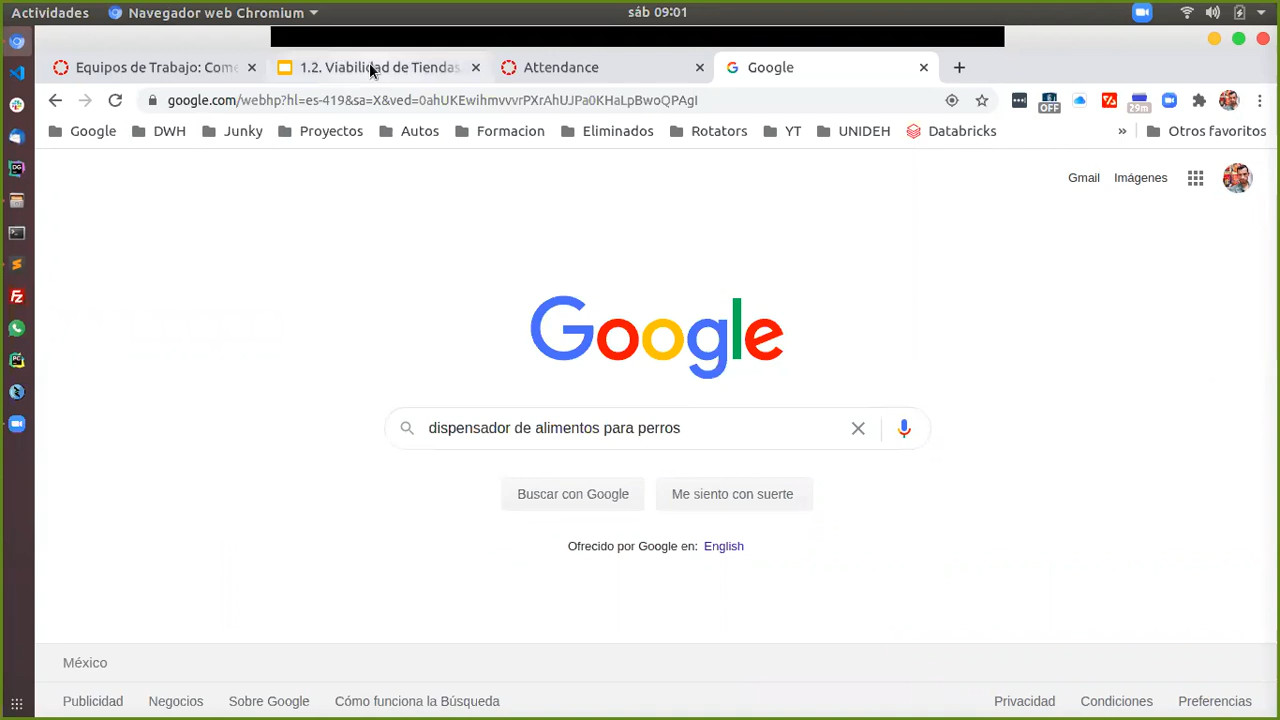 Actividades Navegador web Chromium sáb 09:01
Equipos de Trabajo: Come 1.2. Viabilidad de Tiendas Attendance Google
google.com/webhp?hl=es-419&sa=X&ved=0ahUKEwihmvvvrPXrAhUJPa0KHaLpBwoQPAgI OFF 29m
Google DWH Junky Proyectos Autos Formacion Eliminados Rotators YT UNIDEH Databricks » Otros favoritos
Gmail Imágenes
Google
dispensador de alimentos para perros
Buscar con Google Me siento con suerte
Ofrecido por Google en: English
México
Publicidad Negocios Sobre Google Cómo funciona la Búsqueda Privacidad Condiciones Preferencias